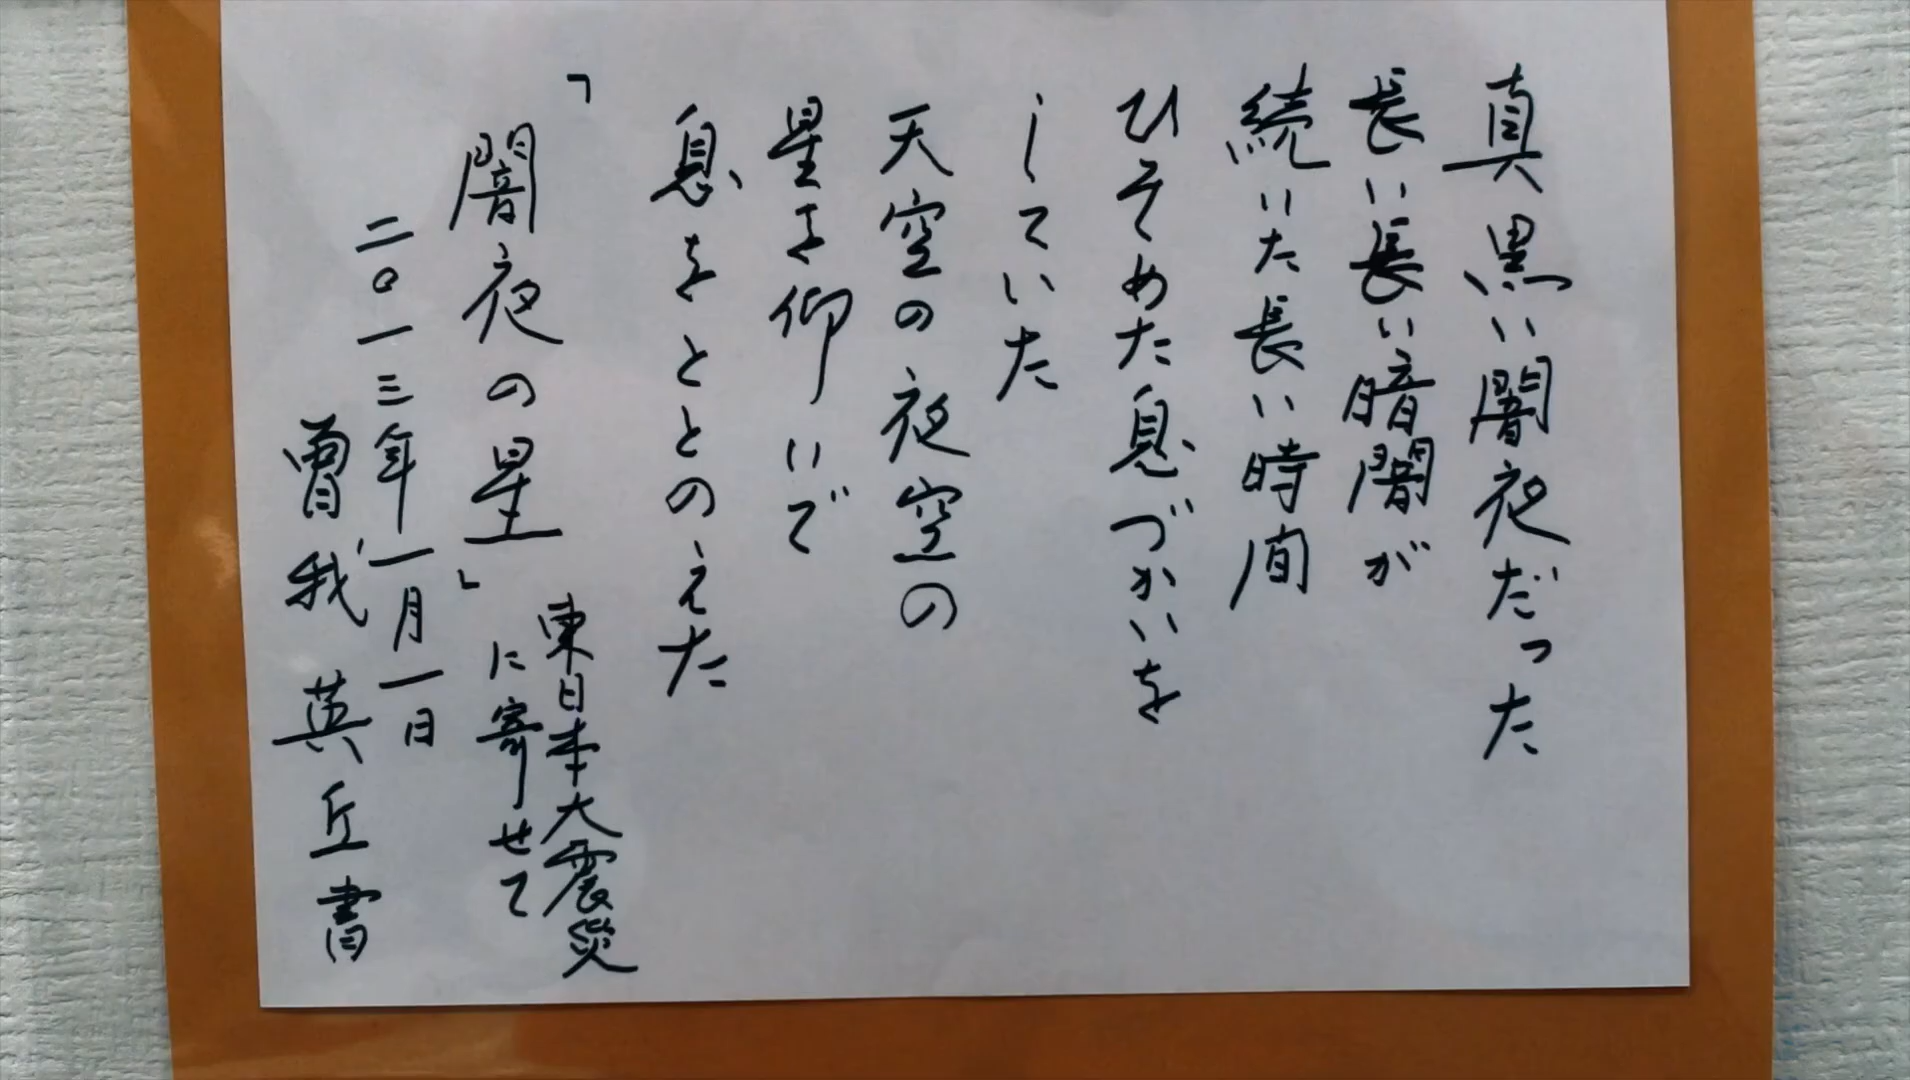 真黒い闇夜だった
長い長い暗闇が
続いた長い時間
ひそめた息づかいを
していた
天空の夜空の
星を仰いで
息をととのえた
「闇夜の星」
東日本大震災
に寄せて
二〇一三年一月一日
曽我 英丘書